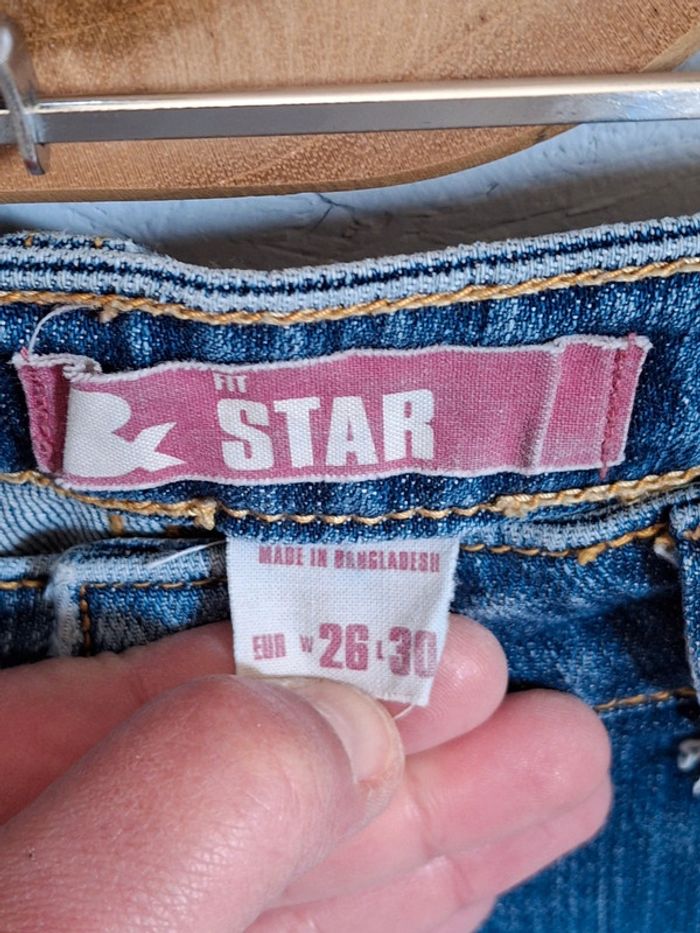 FIT
STAR
&
MADE IN BANGLADESH
EUR W 26 L 30